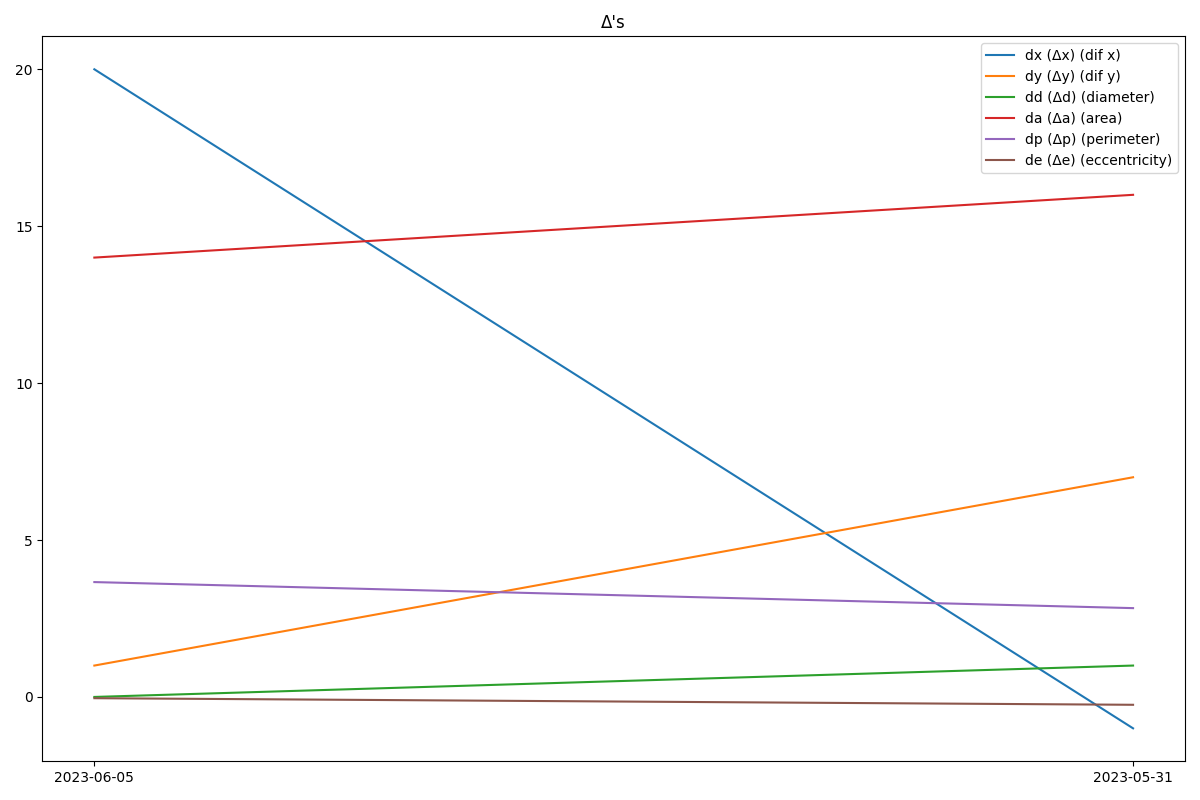 Δ's
dx (Δx) (dif x)
dy (Δy) (dif y)
dd (Δd) (diameter)
da (Δa) (area)
dp (Δp) (perimeter)
de (Δe) (eccentricity)
20
15
10
5
0
2023-06-05
2023-05-31